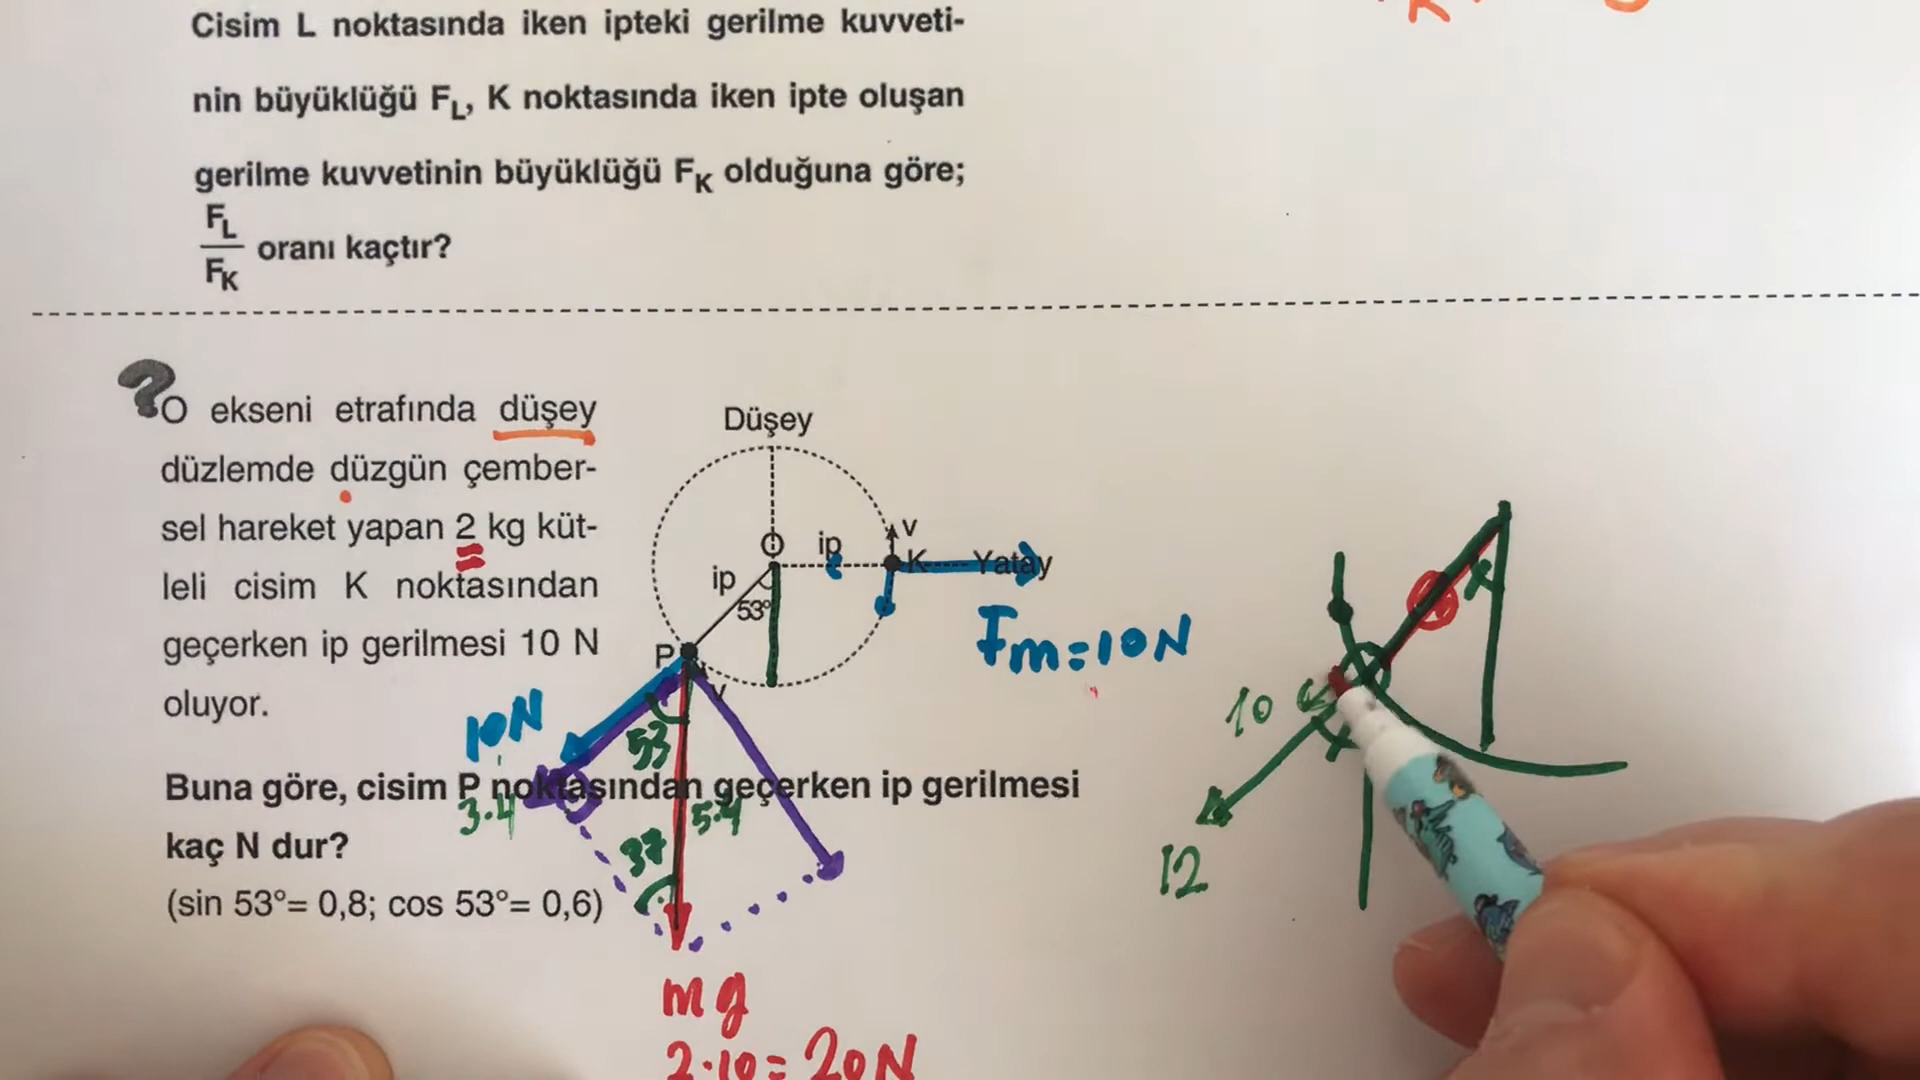 Cisim L noktasında iken ipteki gerilme kuvveti-
nin büyüklüğü FL, K noktasında iken ipte oluşan
gerilme kuvvetinin büyüklüğü FK olduğuna göre;
FL
FK
oranı kaçtır?
?
O ekseni etrafında düşey
düzlemde düzgün çember-
sel hareket yapan 2 kg küt-
leli cisim K noktasından
geçerken ip gerilmesi 10 N
oluyor.
Düşey
O
ip
v
K
Yatay
ip
53°
P
v
Fm=10N
10N
53
Buna göre, cisim P noktasından geçerken ip gerilmesi
3.4
5.4
kaç N dur?
37
(sin 53°= 0,8; cos 53°= 0,6)
mg
2.10=20N
10
12